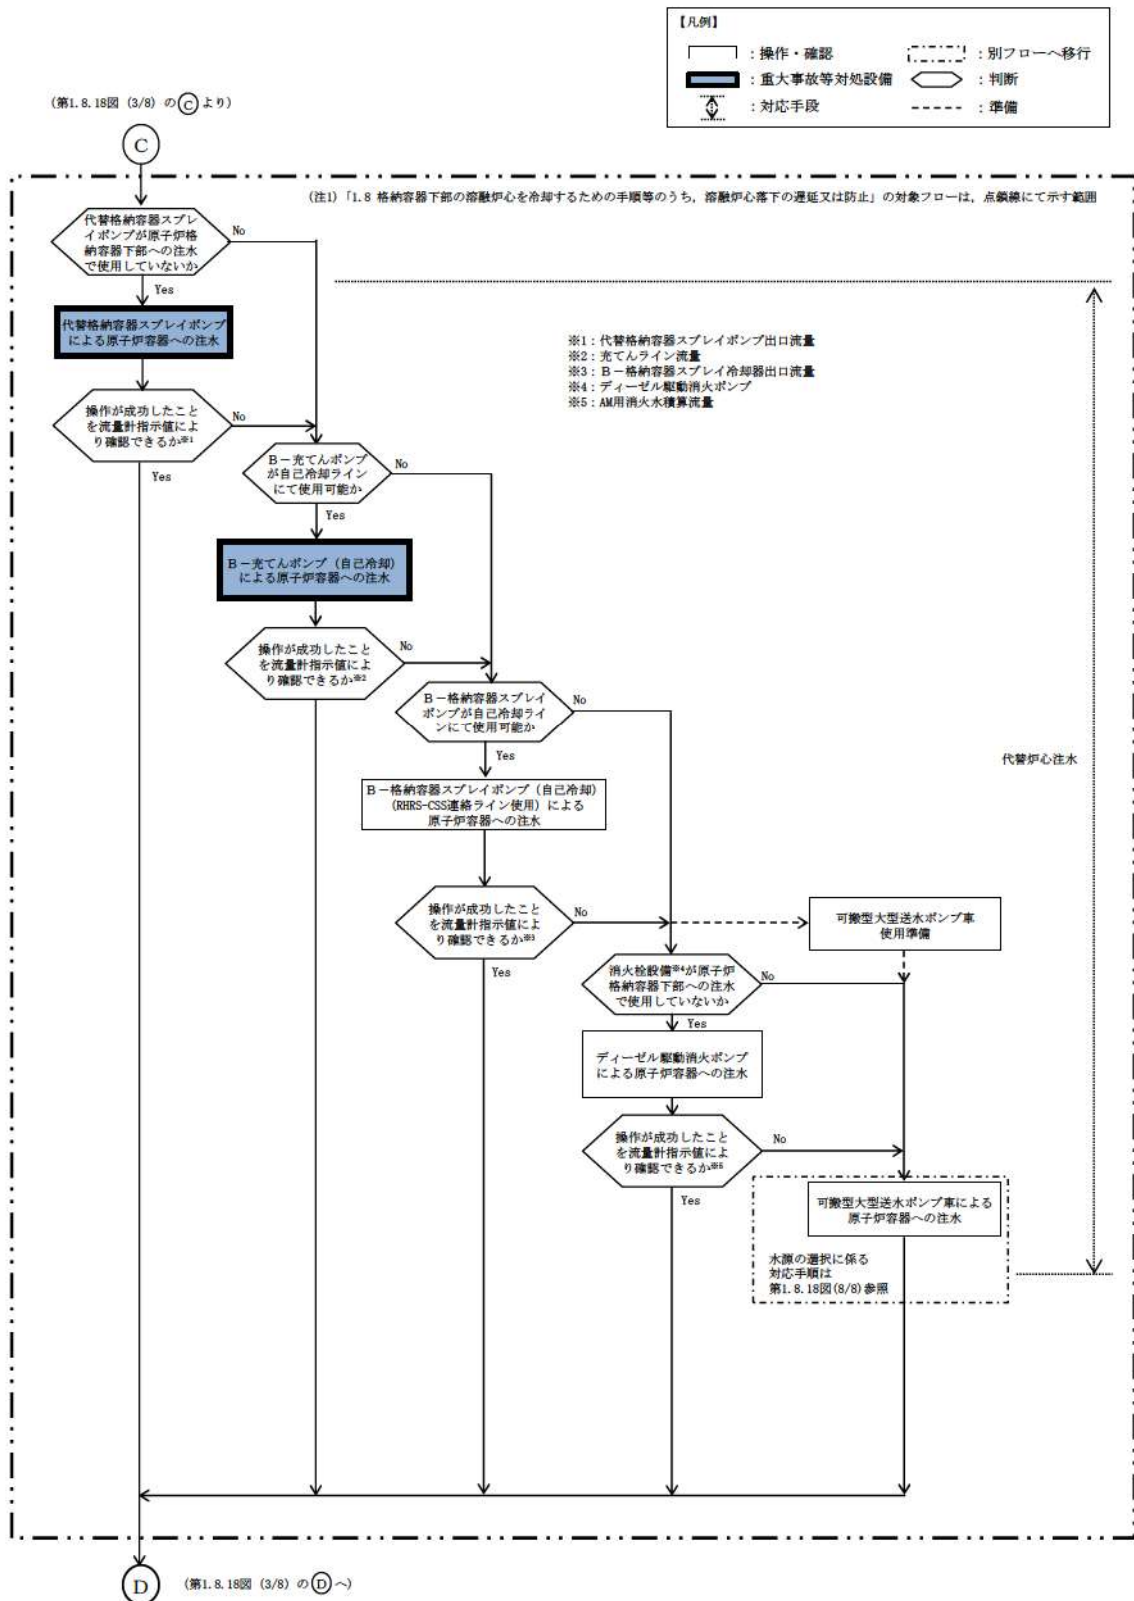 【凡例】
：操作・確認
：別フローへ移行
：重大事故等対処設備
：判断
：対応手段
：準備
(第1.8.18図 (3/8) の Ⓒ より)
C
(注1)「1.8 格納容器下部の溶融炉心を冷却するための手順等のうち，溶融炉心落下の遅延又は防止」の対象フローは，点鎖線にて示す範囲
代替格納容器スプレ
イポンプが原子炉格
納容器下部への注水
で使用していないか
No
Yes
代替格納容器スプレイポンプ
による原子炉容器への注水
※1：代替格納容器スプレイポンプ出口流量
※2：充てんライン流量
※3：B－格納容器スプレイ冷却器出口流量
※4：ディーゼル駆動消火ポンプ
※5：AM用消火水積算流量
操作が成功したこと
を流量計指示値によ
り確認できるか※1
No
Yes
B－充てんポンプ
が自己冷却ライン
にて使用可能か
No
Yes
B－充てんポンプ（自己冷却）
による原子炉容器への注水
操作が成功したこと
を流量計指示値によ
り確認できるか※2
No
B－格納容器スプレイ
ポンプが自己冷却ライ
ンにて使用可能か
No
Yes
代替炉心注水
B－格納容器スプレイポンプ（自己冷却）
（RHRS-CSS連絡ライン使用）による
原子炉容器への注水
操作が成功したこと
を流量計指示値によ
り確認できるか※3
No
Yes
可搬型大型送水ポンプ車
使用準備
消火栓設備※4が原子炉
格納容器下部への注水
で使用していないか
No
Yes
ディーゼル駆動消火ポンプ
による原子炉容器への注水
操作が成功したこと
を流量計指示値によ
り確認できるか※5
No
Yes
可搬型大型送水ポンプ車による
原子炉容器への注水
水源の選択に係る
対応手順は
第1.8.18図(8/8)参照
D
(第1.8.18図 (3/8) の Ⓓ へ)